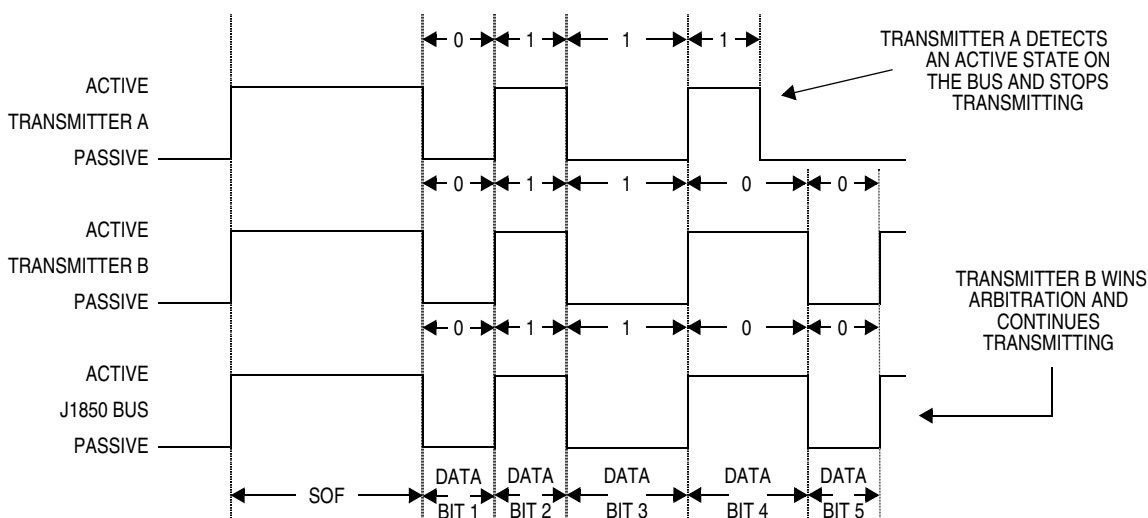 0 1 1 1
TRANSMITTER A DETECTS
AN ACTIVE STATE ON
THE BUS AND STOPS
TRANSMITTING
ACTIVE
TRANSMITTER A
PASSIVE
0 1 1 0 0
ACTIVE
TRANSMITTER B
PASSIVE
TRANSMITTER B WINS
ARBITRATION AND
CONTINUES
TRANSMITTING
0 1 1 0 0
ACTIVE
J1850 BUS
PASSIVE
SOF
DATA
BIT 1
DATA
BIT 2
DATA
BIT 3
DATA
BIT 4
DATA
BIT 5